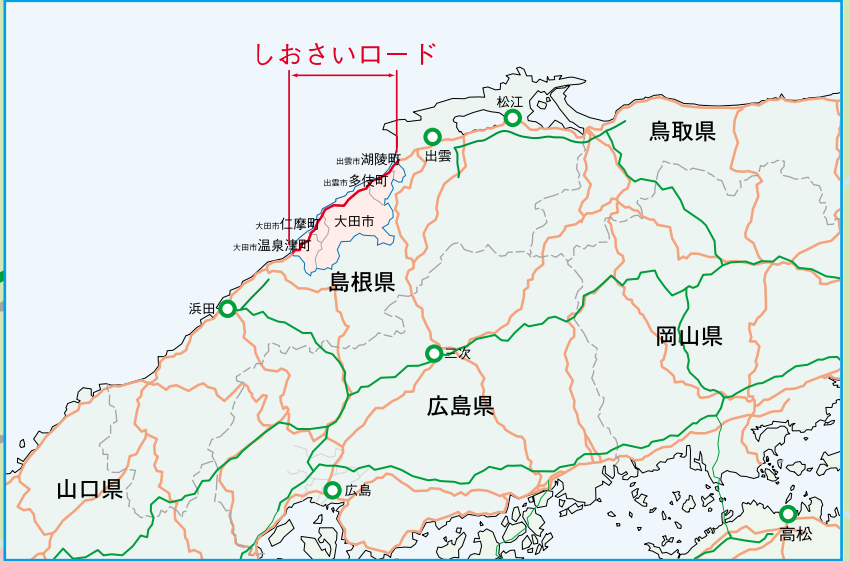 しおさいロード
松江
鳥取県
出雲
出雲市湖陵町
出雲市多伎町
大田市仁摩町
大田市
大田市温泉津町
島根県
浜田
岡山県
三次
広島県
山口県
広島
高松